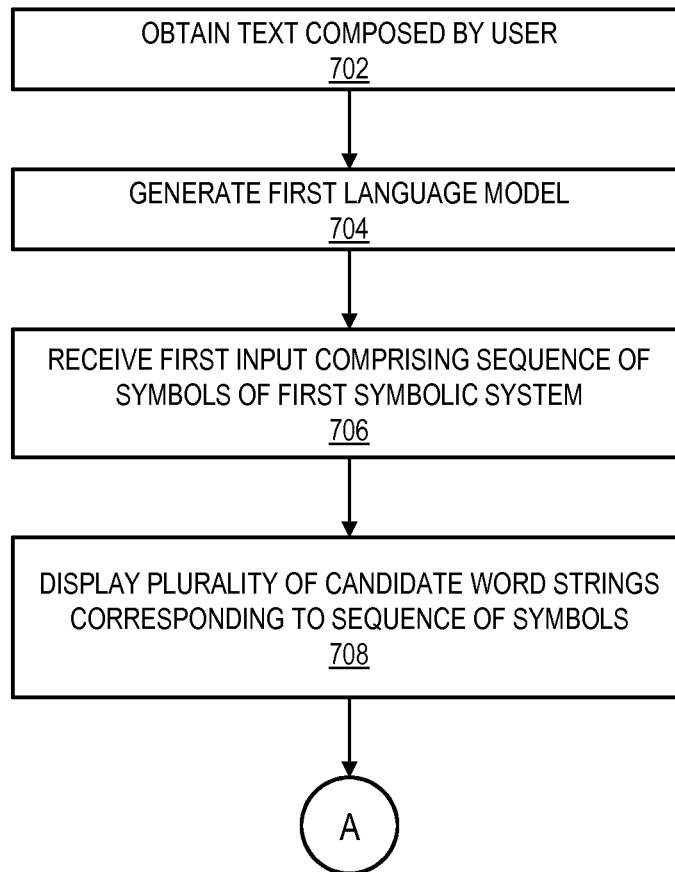 OBTAIN TEXT COMPOSED BY USER
702
GENERATE FIRST LANGUAGE MODEL
704
RECEIVE FIRST INPUT COMPRISING SEQUENCE OF
SYMBOLS OF FIRST SYMBOLIC SYSTEM
706
DISPLAY PLURALITY OF CANDIDATE WORD STRINGS
CORRESPONDING TO SEQUENCE OF SYMBOLS
708
A